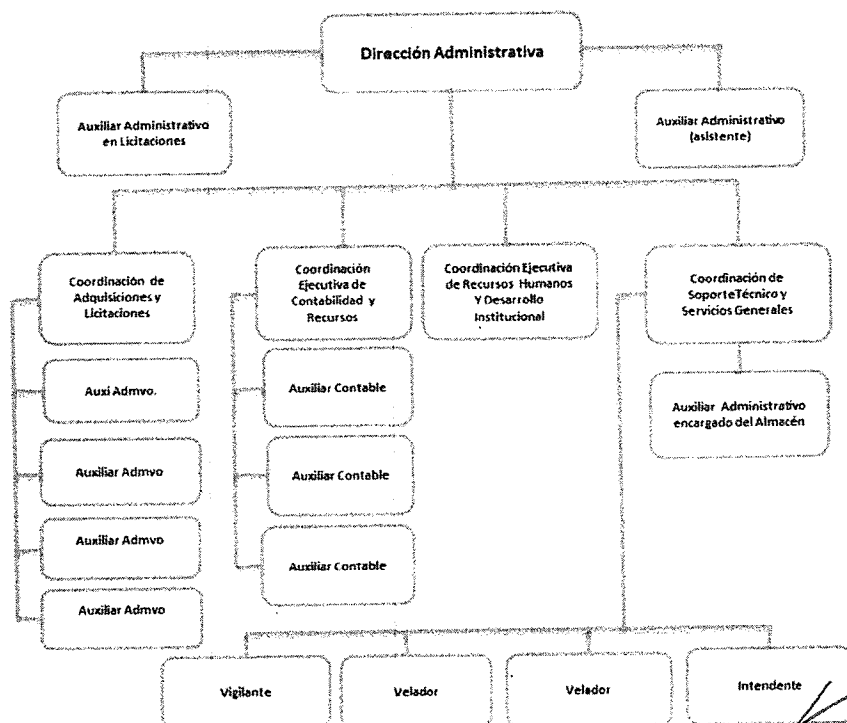 Dirección Administrativa
Auxiliar Administrativo
en Licitaciones
Auxiliar Administrativo
(asistente)
Coordinación de
Adquisiciones y
Licitaciones
Coordinación
Ejecutiva de
Contabilidad y
Recursos
Coordinación Ejecutiva
de Recursos Humanos
Y Desarrollo
Institucional
Coordinación de
Soporte Técnico y
Servicios Generales
Auxi Admvo.
Auxiliar Admvo
Auxiliar Admvo
Auxiliar Admvo
Auxiliar Contable
Auxiliar Contable
Auxiliar Contable
Auxiliar Administrativo
encargado del Almacén
Vigilante
Velador
Velador
Intendente